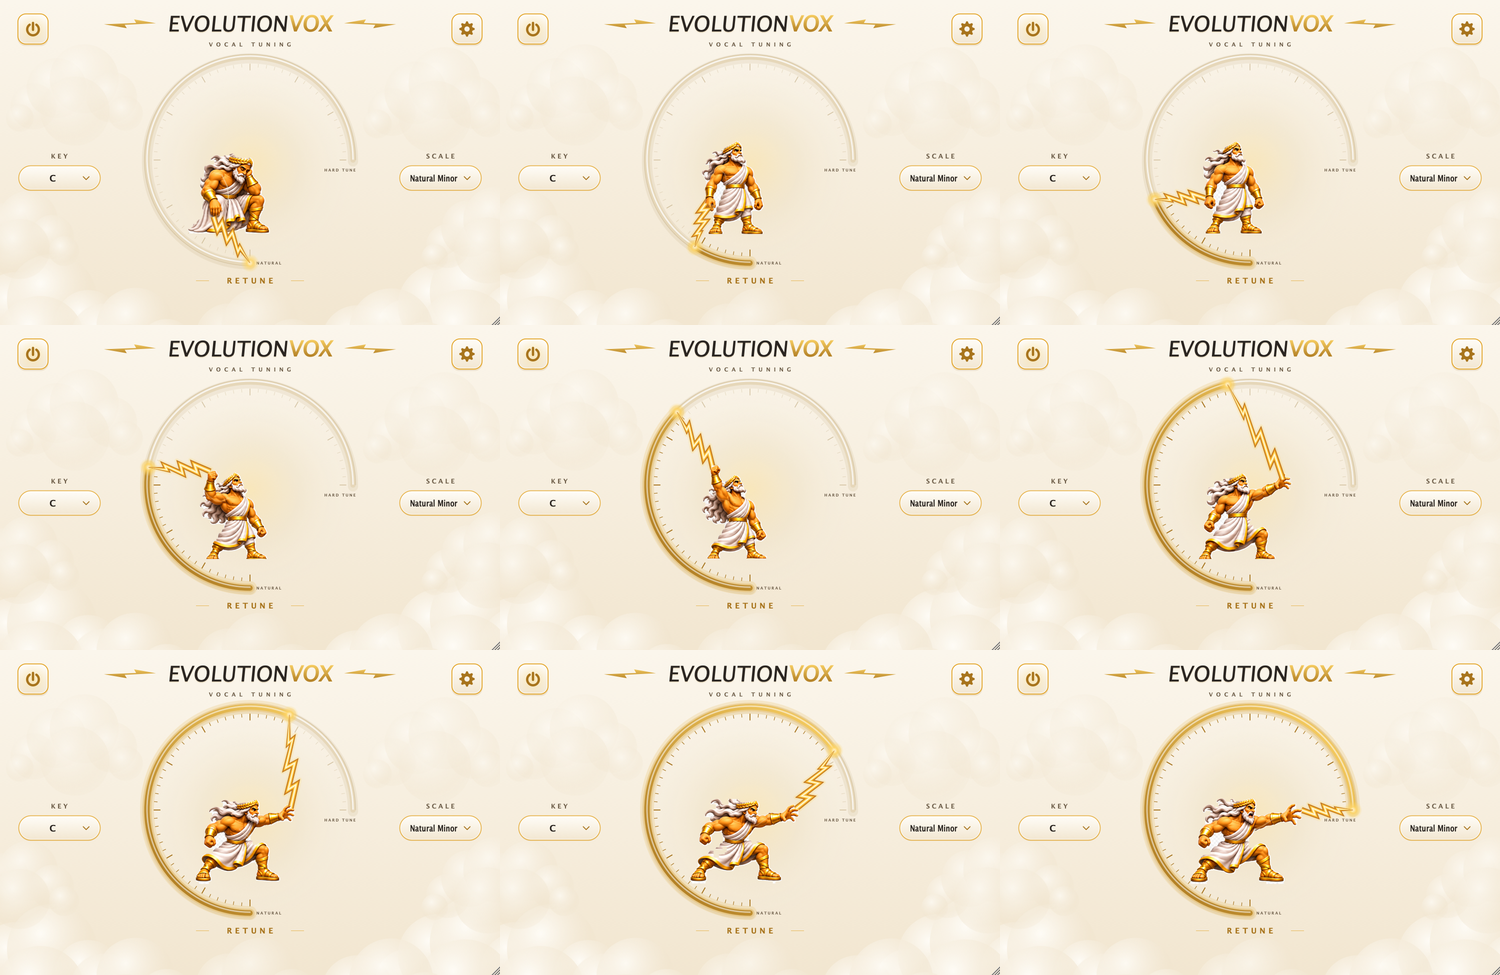 EVOLUTIONVOX
VOCAL TUNING
KEY
C
SCALE
Natural Minor
HARD TUNE
NATURAL
RETUNE
EVOLUTIONVOX
VOCAL TUNING
KEY
C
SCALE
Natural Minor
HARD TUNE
NATURAL
RETUNE
EVOLUTIONVOX
VOCAL TUNING
KEY
C
SCALE
Natural Minor
HARD TUNE
NATURAL
RETUNE
EVOLUTIONVOX
VOCAL TUNING
KEY
C
SCALE
Natural Minor
HARD TUNE
NATURAL
RETUNE
EVOLUTIONVOX
VOCAL TUNING
KEY
C
SCALE
Natural Minor
HARD TUNE
NATURAL
RETUNE
EVOLUTIONVOX
VOCAL TUNING
KEY
C
SCALE
Natural Minor
HARD TUNE
NATURAL
RETUNE
EVOLUTIONVOX
VOCAL TUNING
KEY
C
SCALE
Natural Minor
HARD TUNE
NATURAL
RETUNE
EVOLUTIONVOX
VOCAL TUNING
KEY
C
SCALE
Natural Minor
HARD TUNE
NATURAL
RETUNE
EVOLUTIONVOX
VOCAL TUNING
KEY
C
SCALE
Natural Minor
HARD TUNE
NATURAL
RETUNE